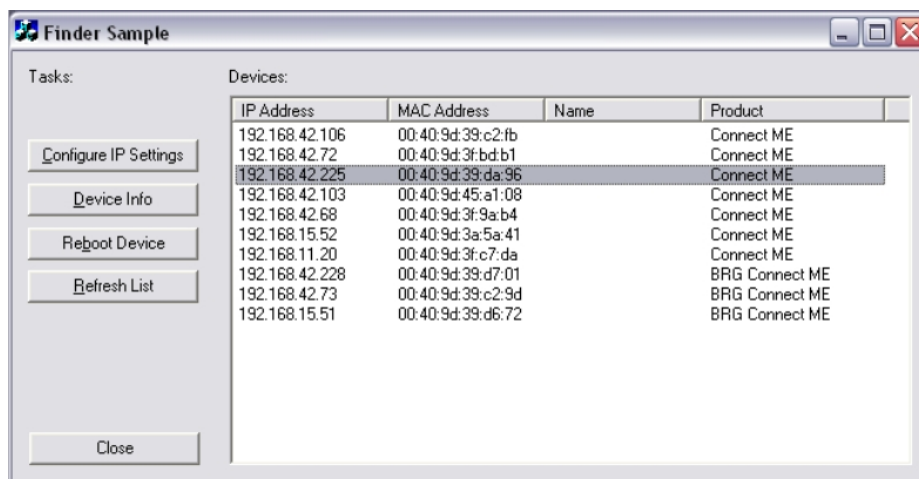 Finder Sample
Tasks:
Devices:
Configure IP Settings
Device Info
Reboot Device
Refresh List
Close
IP Address MAC Address Name Product
192.168.42.106 00:40:9d:39:c2:fb Connect ME
192.168.42.72 00:40:9d:3f:bd:b1 Connect ME
192.168.42.225 00:40:9d:39:da:96 Connect ME
192.168.42.103 00:40:9d:45:a1:08 Connect ME
192.168.42.68 00:40:9d:3f:9a:b4 Connect ME
192.168.15.52 00:40:9d:3a:5a:41 Connect ME
192.168.11.20 00:40:9d:3f:c7:da Connect ME
192.168.42.228 00:40:9d:39:d7:01 BRG Connect ME
192.168.42.73 00:40:9d:39:c2:9d BRG Connect ME
192.168.15.51 00:40:9d:39:d6:72 BRG Connect ME